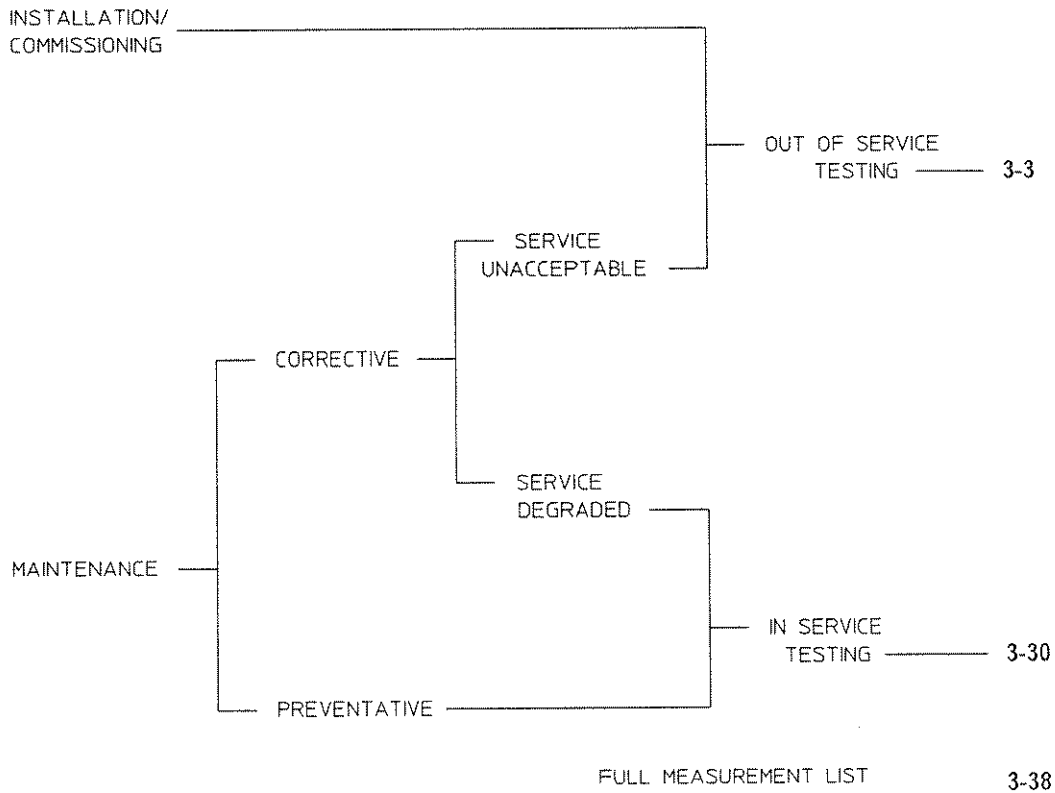 INSTALLATION/
COMMISSIONING
OUT OF SERVICE
TESTING 3-3
SERVICE
UNACCEPTABLE
CORRECTIVE
SERVICE
DEGRADED
MAINTENANCE
IN SERVICE
TESTING 3-30
PREVENTATIVE
FULL MEASUREMENT LIST 3-38